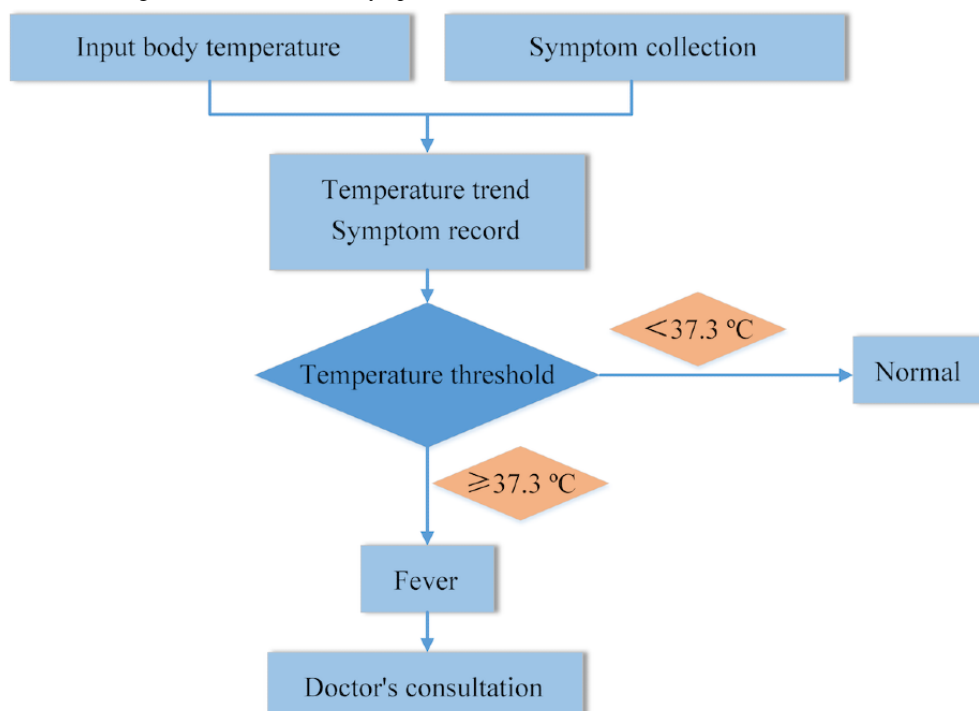 Input body temperature
Symptom collection
Temperature trend
Symptom record
<37.3 ºC
Temperature threshold
Normal
⩾37.3 ºC
Fever
Doctor's consultation